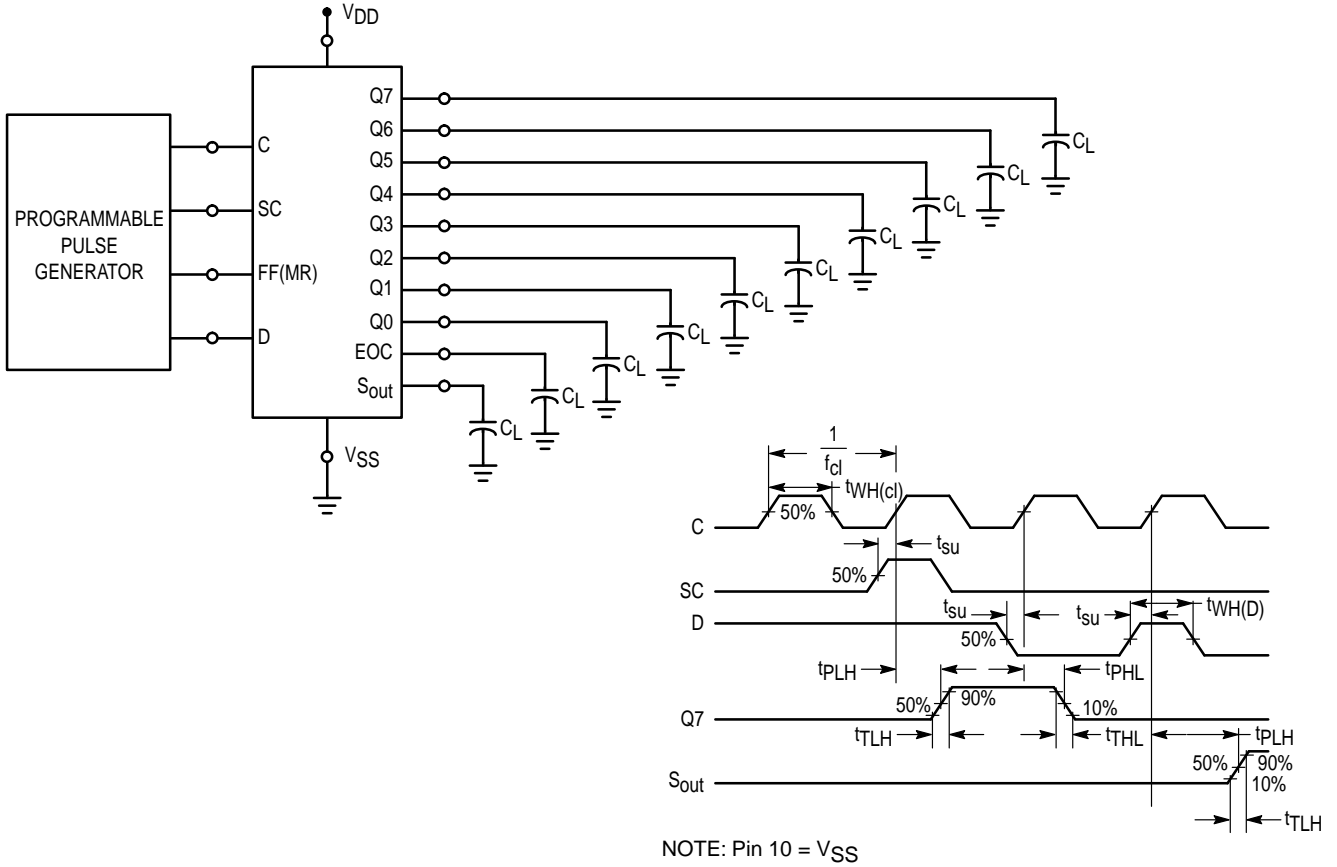 VDD
PROGRAMMABLE
PULSE
GENERATOR
C
SC
FF(MR)
D
Q7
Q6
Q5
Q4
Q3
Q2
Q1
Q0
EOC
Sout
CL
CL
CL
CL
CL
CL
CL
CL
CL
CL
VSS
1
fcl
tWH(cl)
50%
C
tsu
50%
SC
tsu
tsu
tWH(D)
D
50%
tPLH
tPHL
50%
90%
10%
Q7
tTLH
tTHL
tPLH
50%
90%
10%
Sout
tTLH
NOTE: Pin 10 = VSS